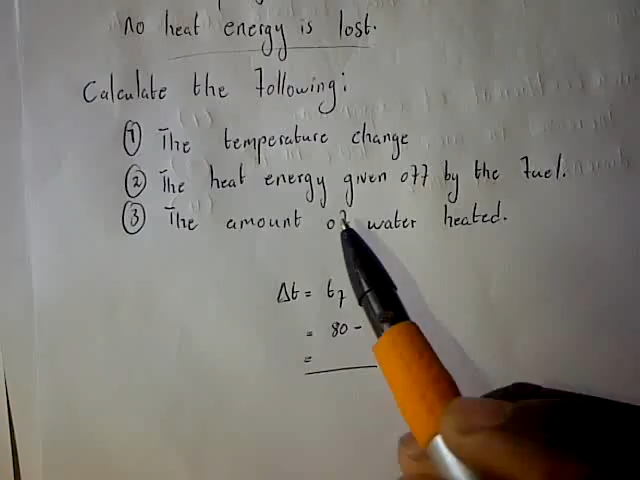 no heat energy is lost.
Calculate the following:
① The temperature change
② The heat energy given off by the fuel.
③ The amount of water heated.
Δt = tf
= 80 -
=